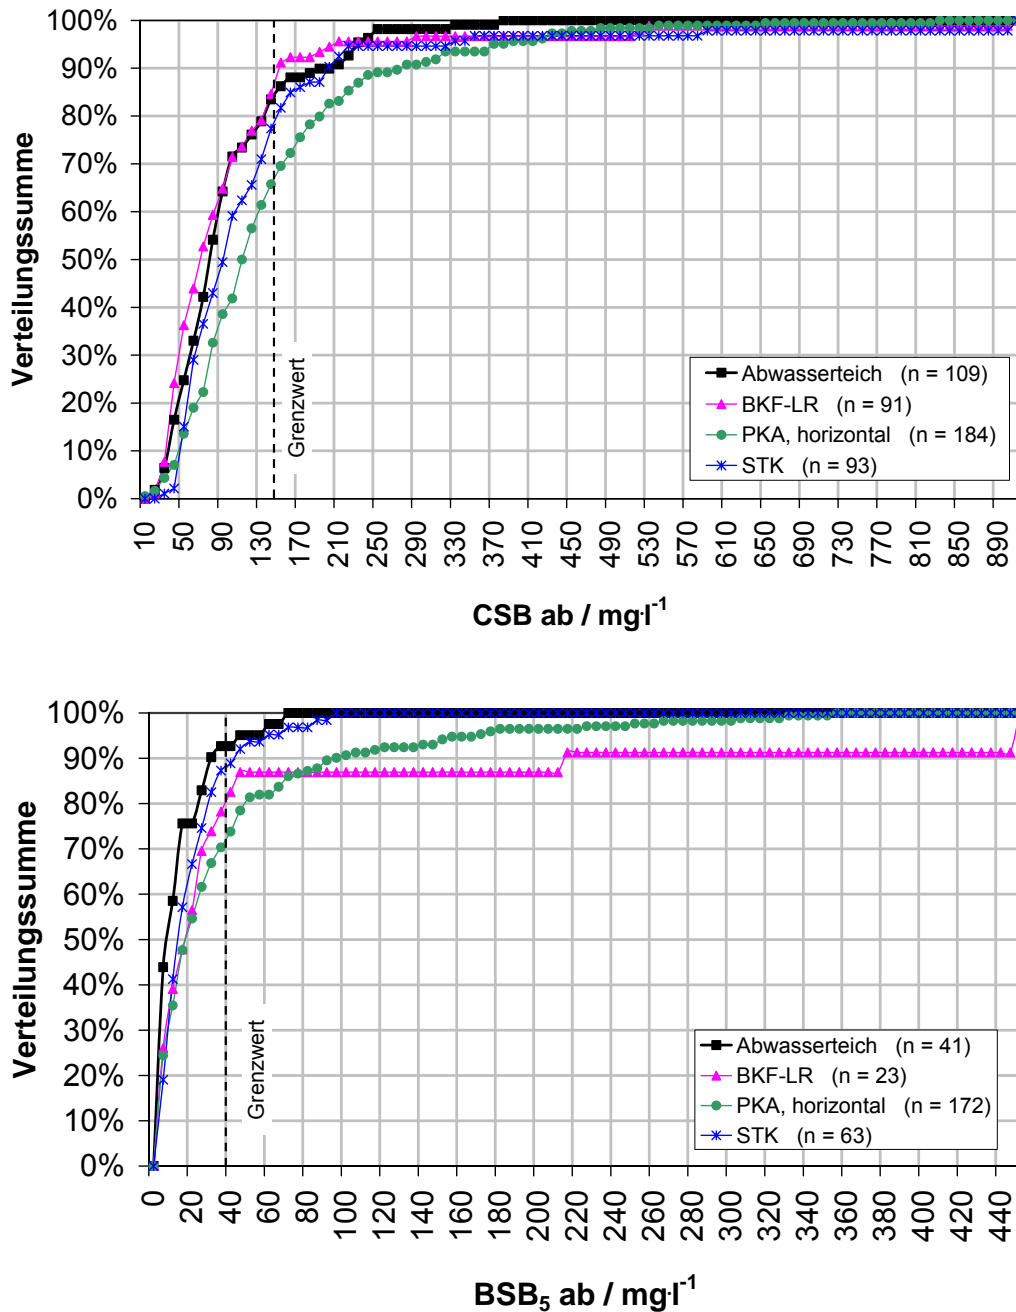 Verteilungssumme
100%
90%
80%
70%
60%
50%
40%
30%
20%
10%
0%
Grenzwert
Abwasserteich (n = 109)
BKF-LR (n = 91)
PKA, horizontal (n = 184)
STK (n = 93)
10 50 90 130 170 210 250 290 330 370 410 450 490 530 570 610 650 690 730 770 810 850 890
CSB ab / mg·l⁻¹
Verteilungssumme
100%
90%
80%
70%
60%
50%
40%
30%
20%
10%
0%
Grenzwert
Abwasserteich (n = 41)
BKF-LR (n = 23)
PKA, horizontal (n = 172)
STK (n = 63)
0 20 40 60 80 100 120 140 160 180 200 220 240 260 280 300 320 340 360 380 400 420 440
BSB₅ ab / mg·l⁻¹